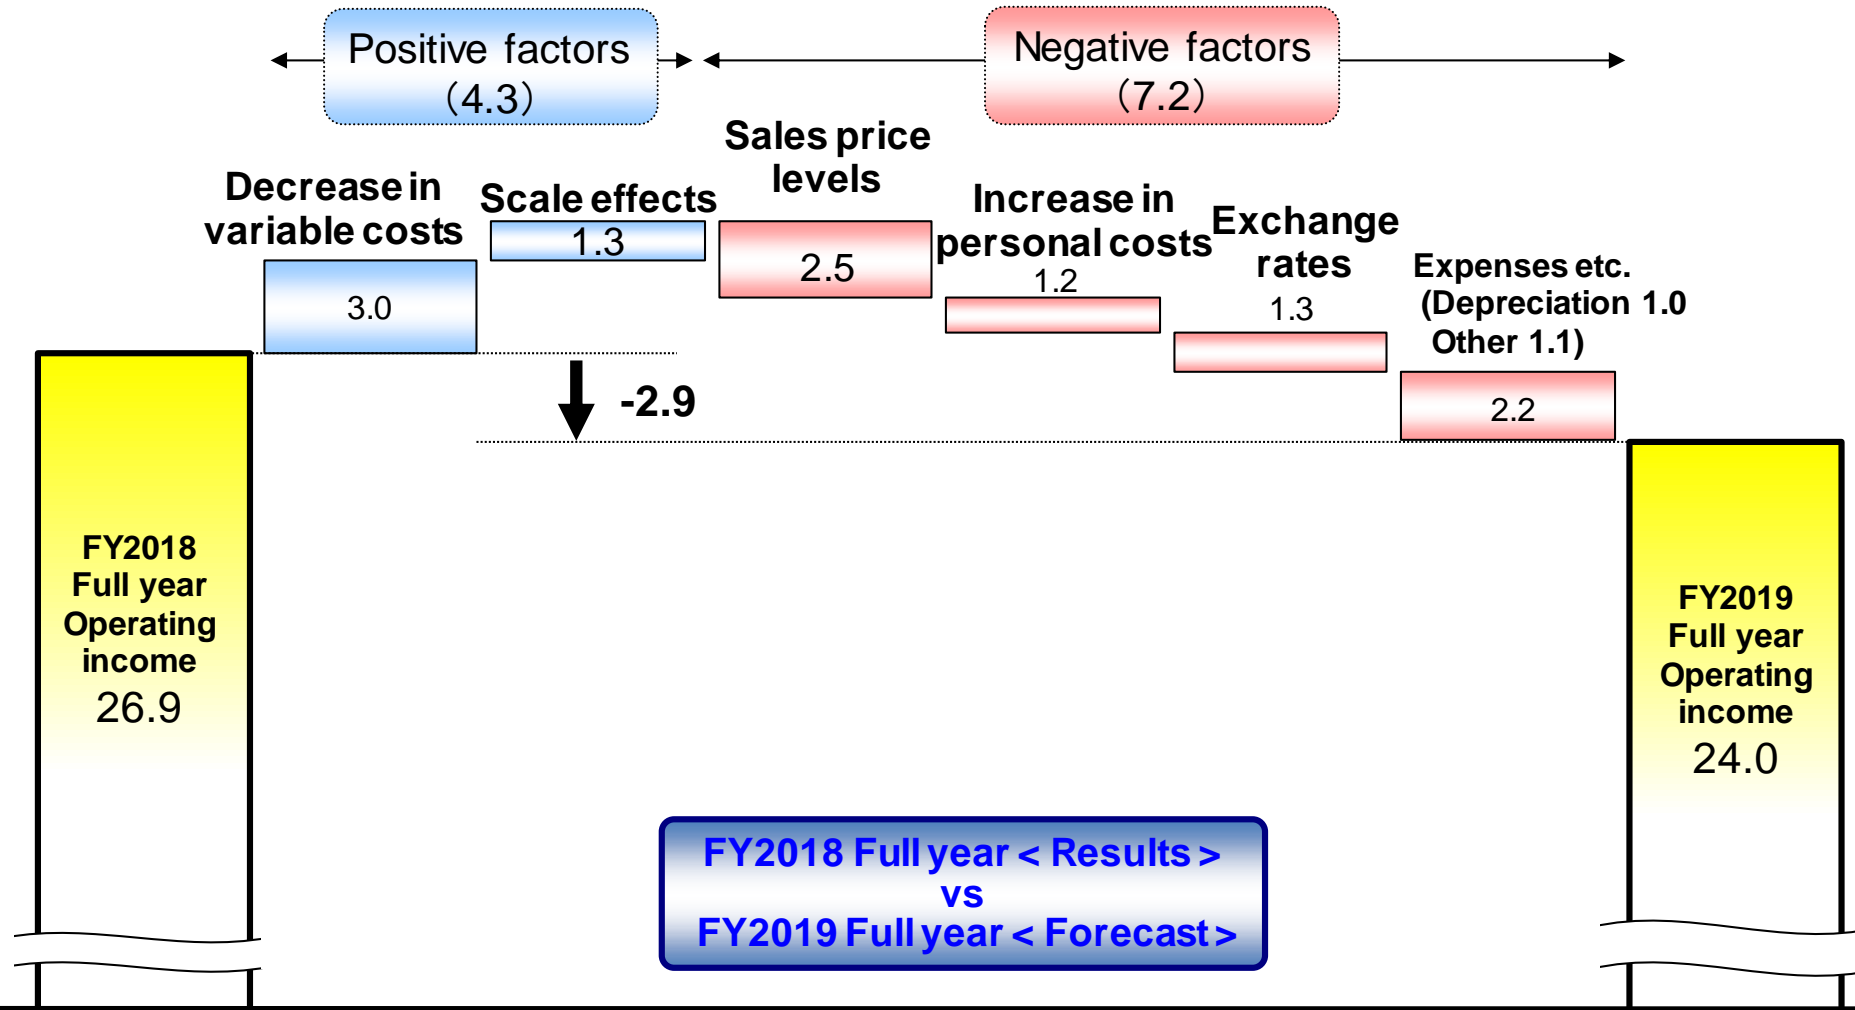 Positive factors
（4.3）
Negative factors
（7.2）
Decrease in
variable costs
3.0
Scale effects
1.3
Sales price
levels
2.5
Increase in
personal costs
1.2
Exchange
rates
1.3
Expenses etc.
(Depreciation 1.0
Other 1.1)
2.2
-2.9
FY2018
Full year
Operating
income
26.9
FY2019
Full year
Operating
income
24.0
FY2018 Full year < Results >
vs
FY2019 Full year < Forecast >